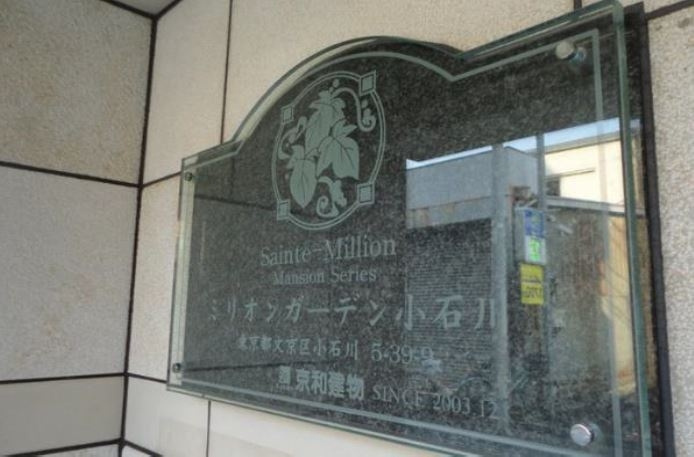 Sainte-Million
Mansion Series
ミリオンガーデン小石川
東京都文京区小石川 5-39-9
京和建物 SINCE 2003.12